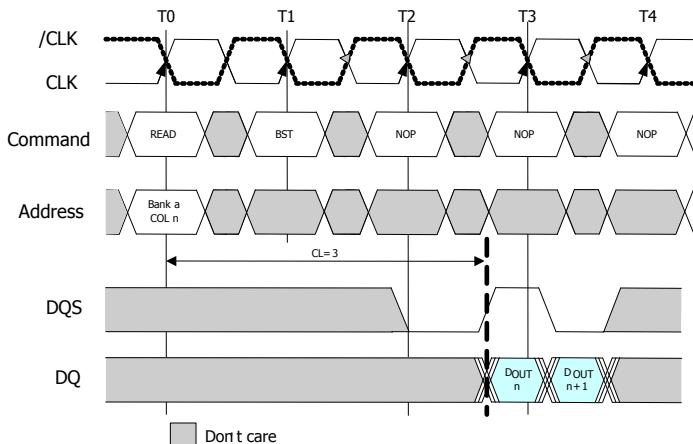 T0 T1 T2 T3 T4
/CLK
CLK
Command READ BST NOP NOP NOP
Address Bank a
COL n
CL=3
DQS
DQ DOUT
n DOUT
n+1
Don't care